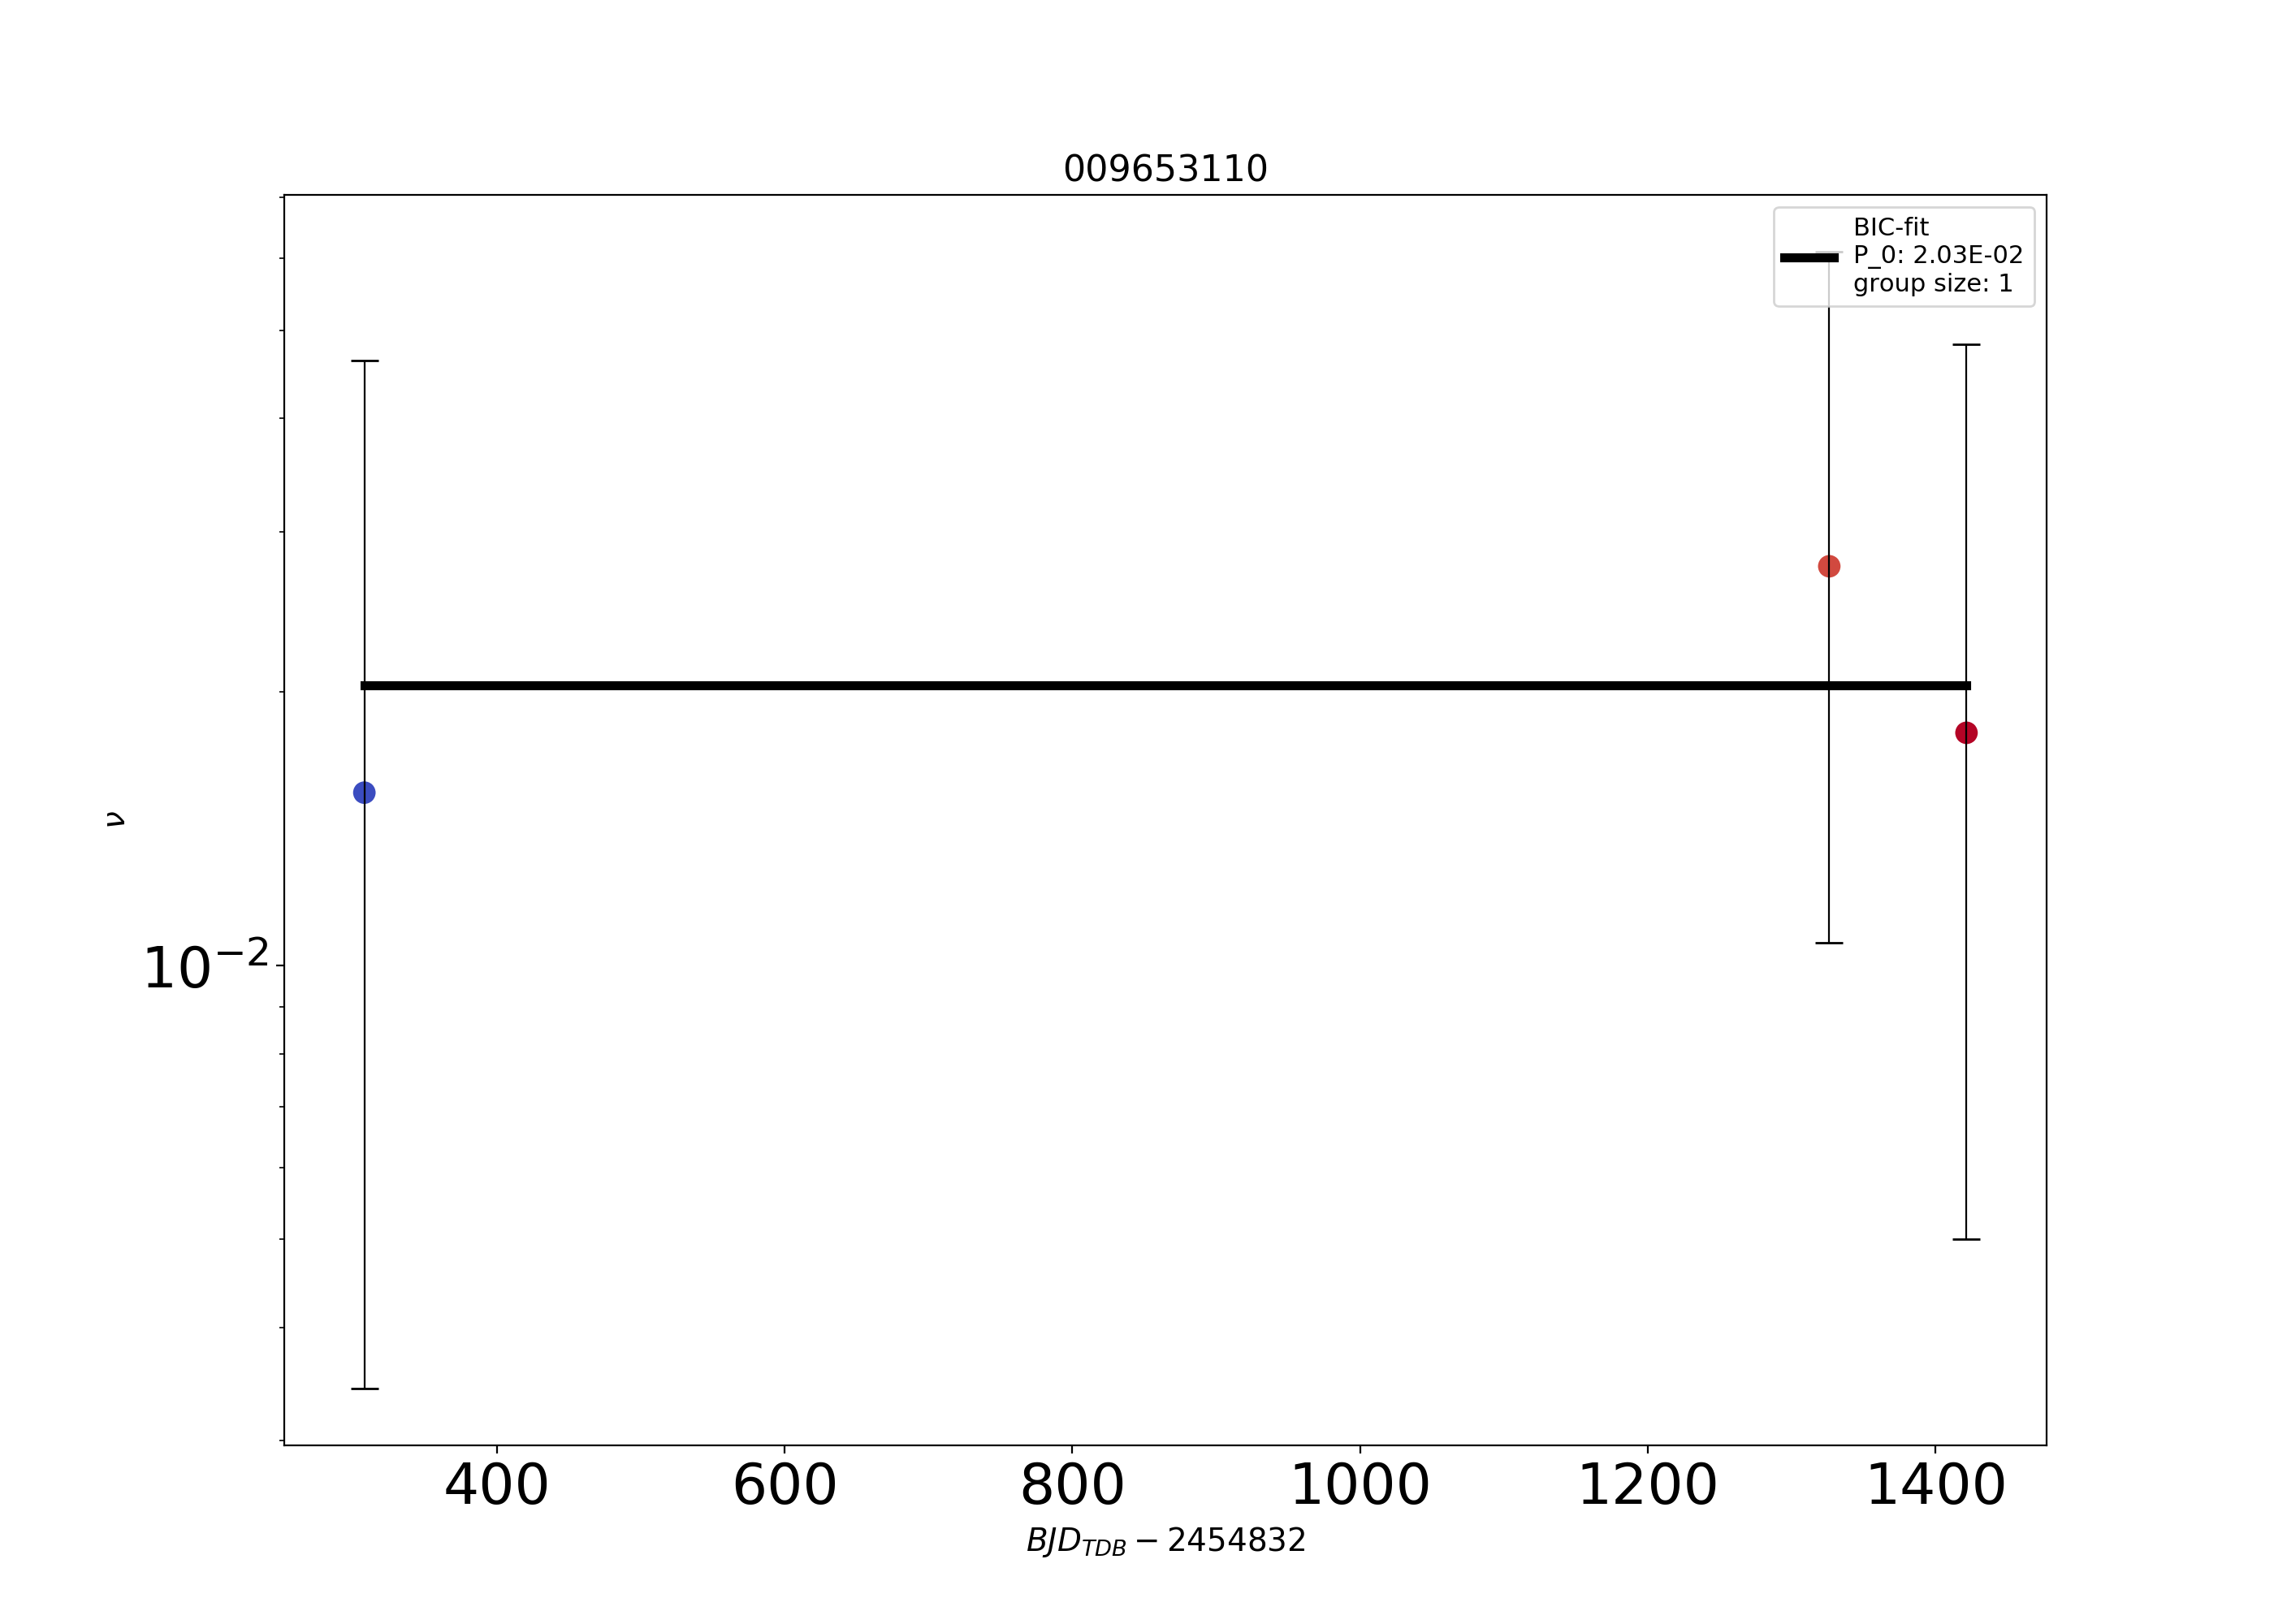 009653110
BIC-fit
P_0: 2.03E-02
group size: 1
ν
10⁻²
400 600 800 1000 1200 1400
BJD_TDB − 2454832